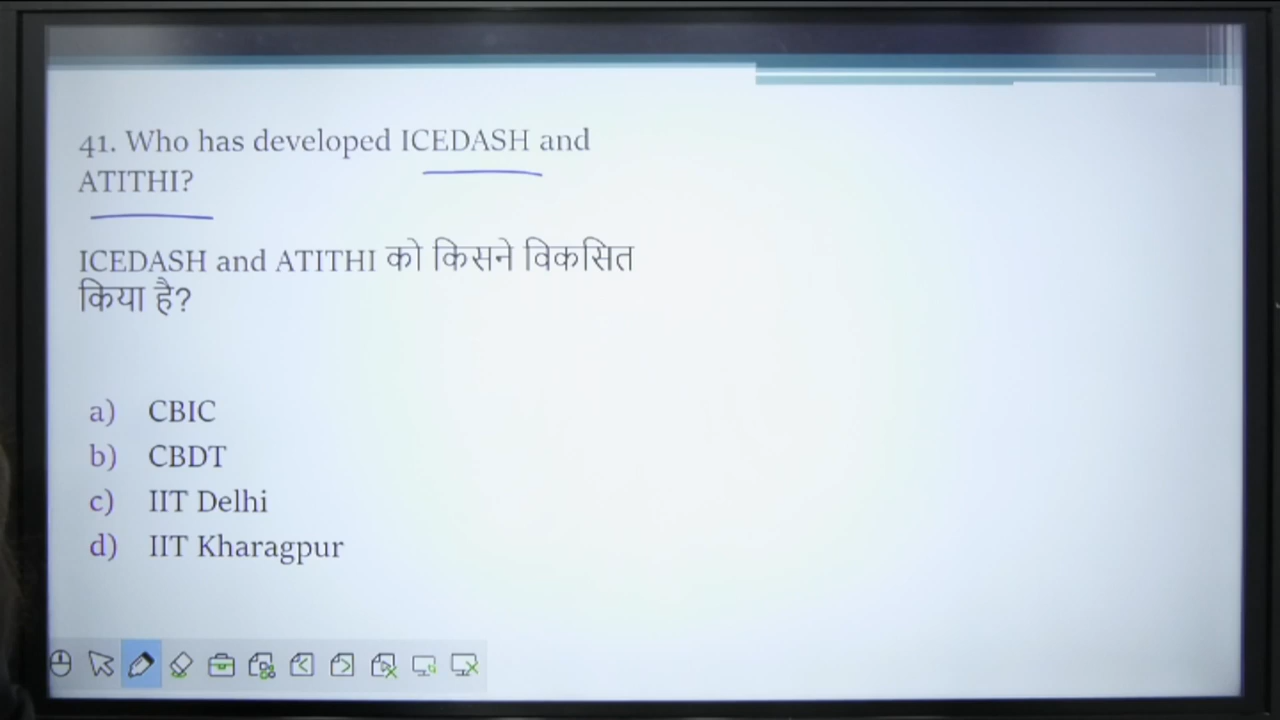 41. Who has developed ICEDASH and
ATITHI?
ICEDASH and ATITHI को किसने विकसित
किया है?
a) CBIC
b) CBDT
c) IIT Delhi
d) IIT Kharagpur